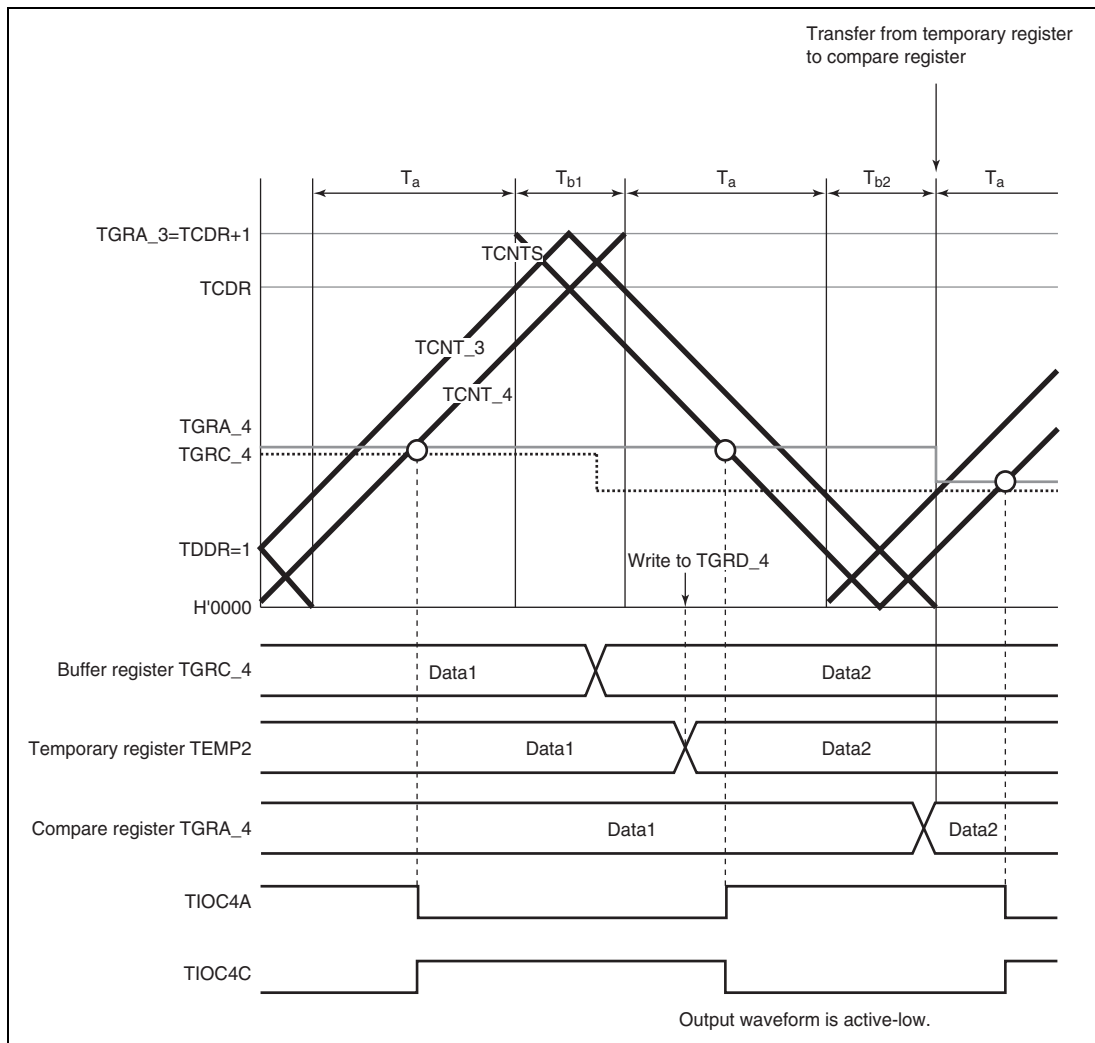 Transfer from temporary register
to compare register
Ta Tb1 Ta Tb2 Ta
TGRA_3=TCDR+1
TCNTS
TCDR
TCNT_3
TCNT_4
TGRA_4
TGRC_4
TDDR=1
Write to TGRD_4
H'0000
Buffer register TGRC_4 Data1 Data2
Temporary register TEMP2 Data1 Data2
Compare register TGRA_4 Data1 Data2
TIOC4A
TIOC4C
Output waveform is active-low.